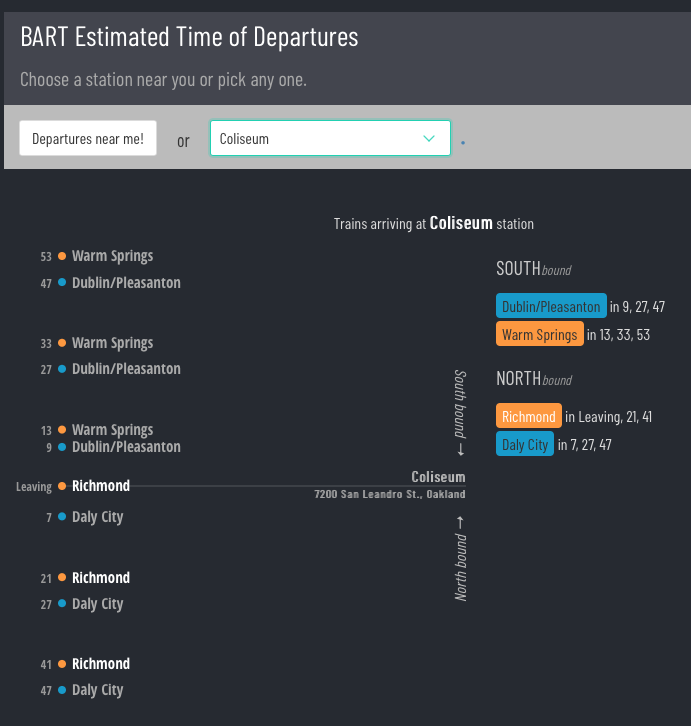 BART Estimated Time of Departures
Choose a station near you or pick any one.
Departures near me! or Coliseum
Trains arriving at Coliseum station
53 Warm Springs
47 Dublin/Pleasanton
33 Warm Springs
27 Dublin/Pleasanton
13 Warm Springs
9 Dublin/Pleasanton
Leaving Richmond
7 Daly City
21 Richmond
27 Daly City
41 Richmond
47 Daly City
South bound →
Coliseum
7200 San Leandro St., Oakland
North bound →
SOUTHbound
Dublin/Pleasanton in 9, 27, 47
Warm Springs in 13, 33, 53
NORTHbound
Richmond in Leaving, 21, 41
Daly City in 7, 27, 47